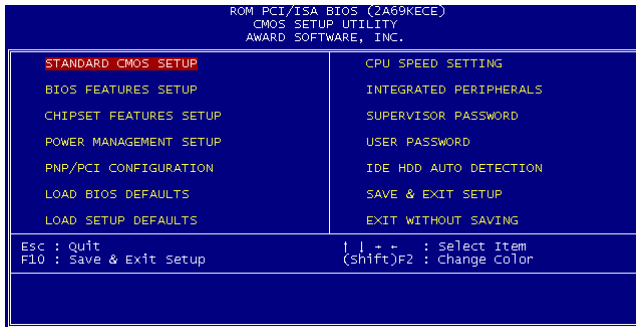 ROM PCI/ISA BIOS (2A69KECE)
CMOS SETUP UTILITY
AWARD SOFTWARE, INC.
STANDARD CMOS SETUP
BIOS FEATURES SETUP
CHIPSET FEATURES SETUP
POWER MANAGEMENT SETUP
PNP/PCI CONFIGURATION
LOAD BIOS DEFAULTS
LOAD SETUP DEFAULTS
CPU SPEED SETTING
INTEGRATED PERIPHERALS
SUPERVISOR PASSWORD
USER PASSWORD
IDE HDD AUTO DETECTION
SAVE & EXIT SETUP
EXIT WITHOUT SAVING
Esc : Quit
F10 : Save & Exit Setup
↑ ↓ → ← : Select Item
(Shift)F2 : Change Color